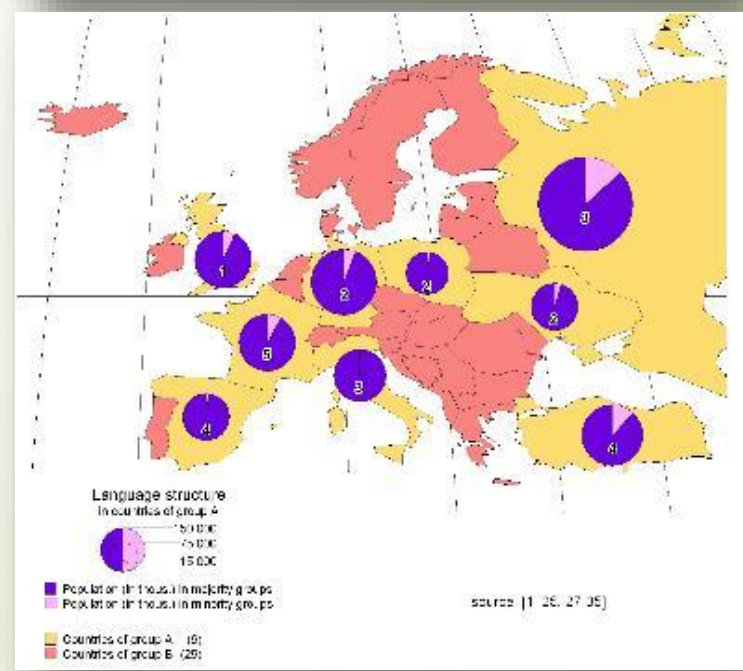 1
2
2
5
3
2
4
Language structure
in countries of group A
150 000
75 000
15 000
Population (in thous.) in majority groups
Population (in thous.) in minority groups
source
Countries of group A (9)
Countries of group B (25)